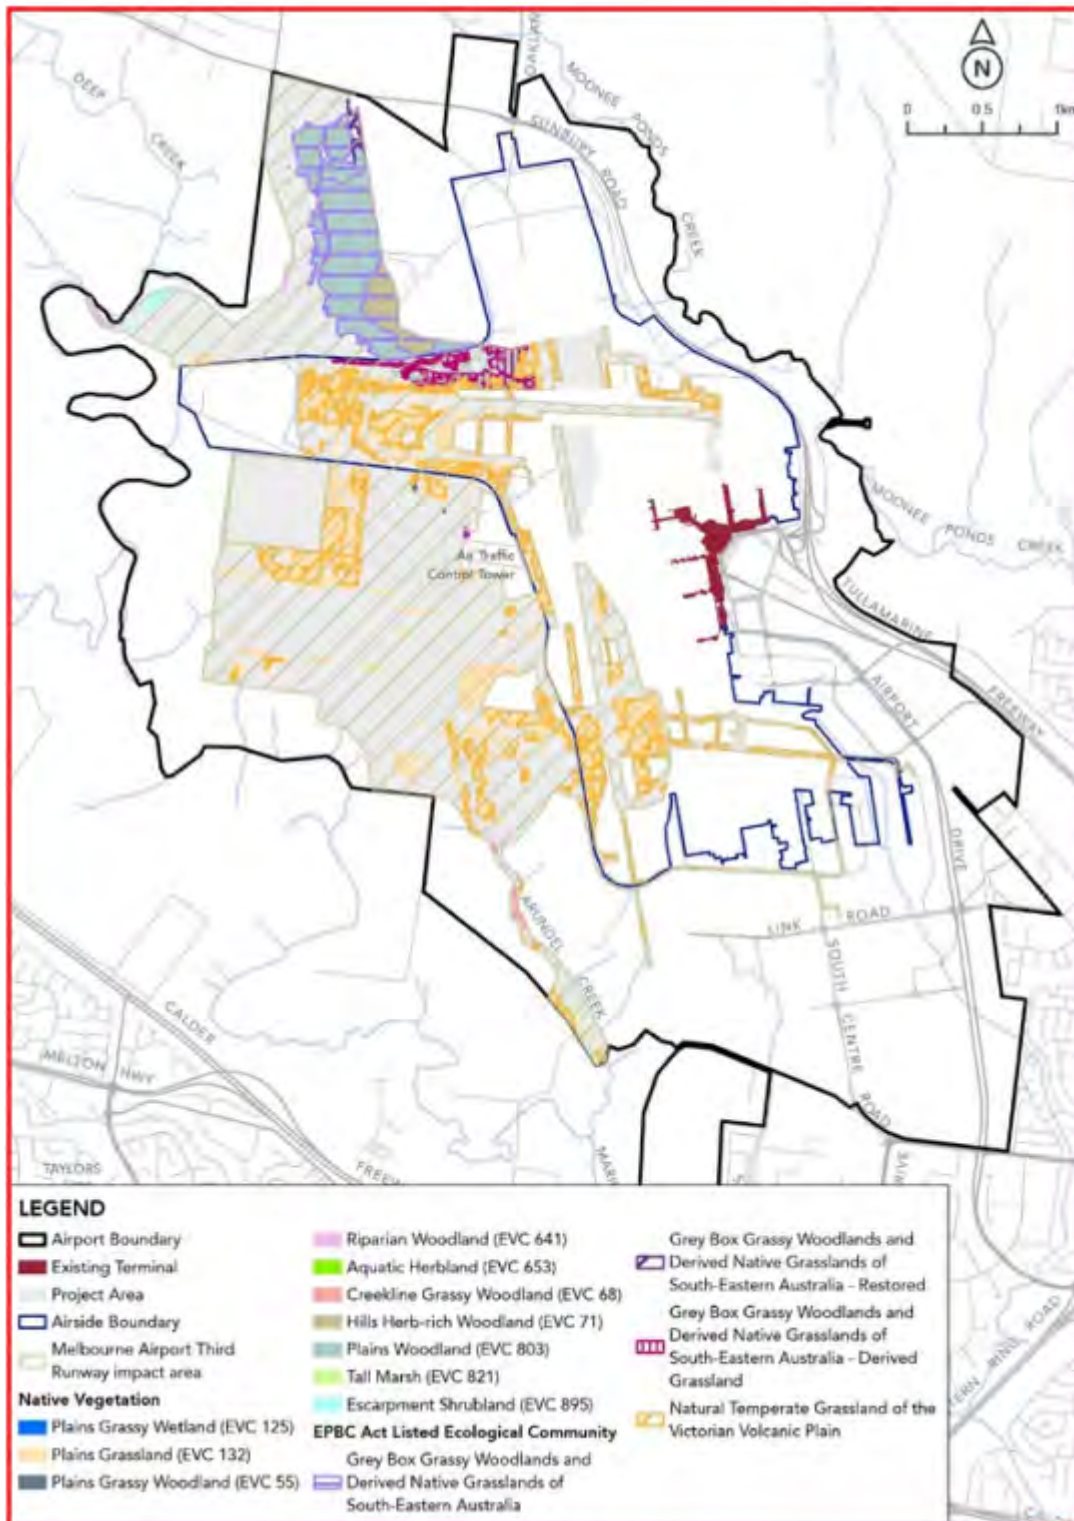 OAKLAN
MOONEE
PONDS
CREEK
DEEP
CREEK
SUNBURY
ROAD
N
0 0.5 1km
MOONEE PONDS CREEK
Air Traffic
Control Tower
TULLAMARINE
FREEWAY
AIRPORT
DRIVE
LINK ROAD
SOUTH
CENTRE
ROAD
ARUNDEL
CREEK
CALDER
MELTON HWY
TAYLORS
FREEW
MARI
RING ROAD
TERN
LEGEND
Airport Boundary
Existing Terminal
Project Area
Airside Boundary
Melbourne Airport Third
Runway impact area
Native Vegetation
Plains Grassy Wetland (EVC 125)
Plains Grassland (EVC 132)
Plains Grassy Woodland (EVC 55)
Riparian Woodland (EVC 641)
Aquatic Herbland (EVC 653)
Creekline Grassy Woodland (EVC 68)
Hills Herb-rich Woodland (EVC 71)
Plains Woodland (EVC 803)
Tall Marsh (EVC 821)
Escarpment Shrubland (EVC 895)
EPBC Act Listed Ecological Community
Grey Box Grassy Woodlands and
Derived Native Grasslands of
South-Eastern Australia
Grey Box Grassy Woodlands and
Derived Native Grasslands of
South-Eastern Australia - Restored
Grey Box Grassy Woodlands and
Derived Native Grasslands of
South-Eastern Australia - Derived
Grassland
Natural Temperate Grassland of the
Victorian Volcanic Plain